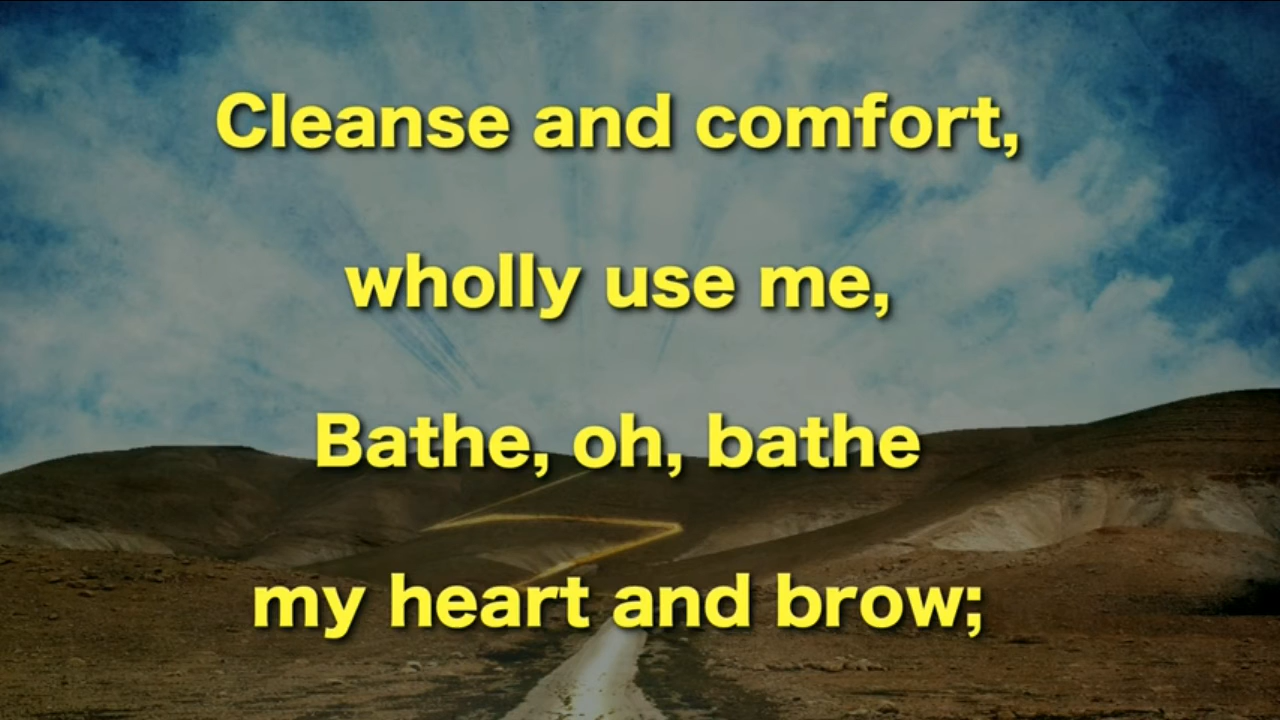 Cleanse and comfort,
wholly use me,
Bathe, oh, bathe
my heart and brow;